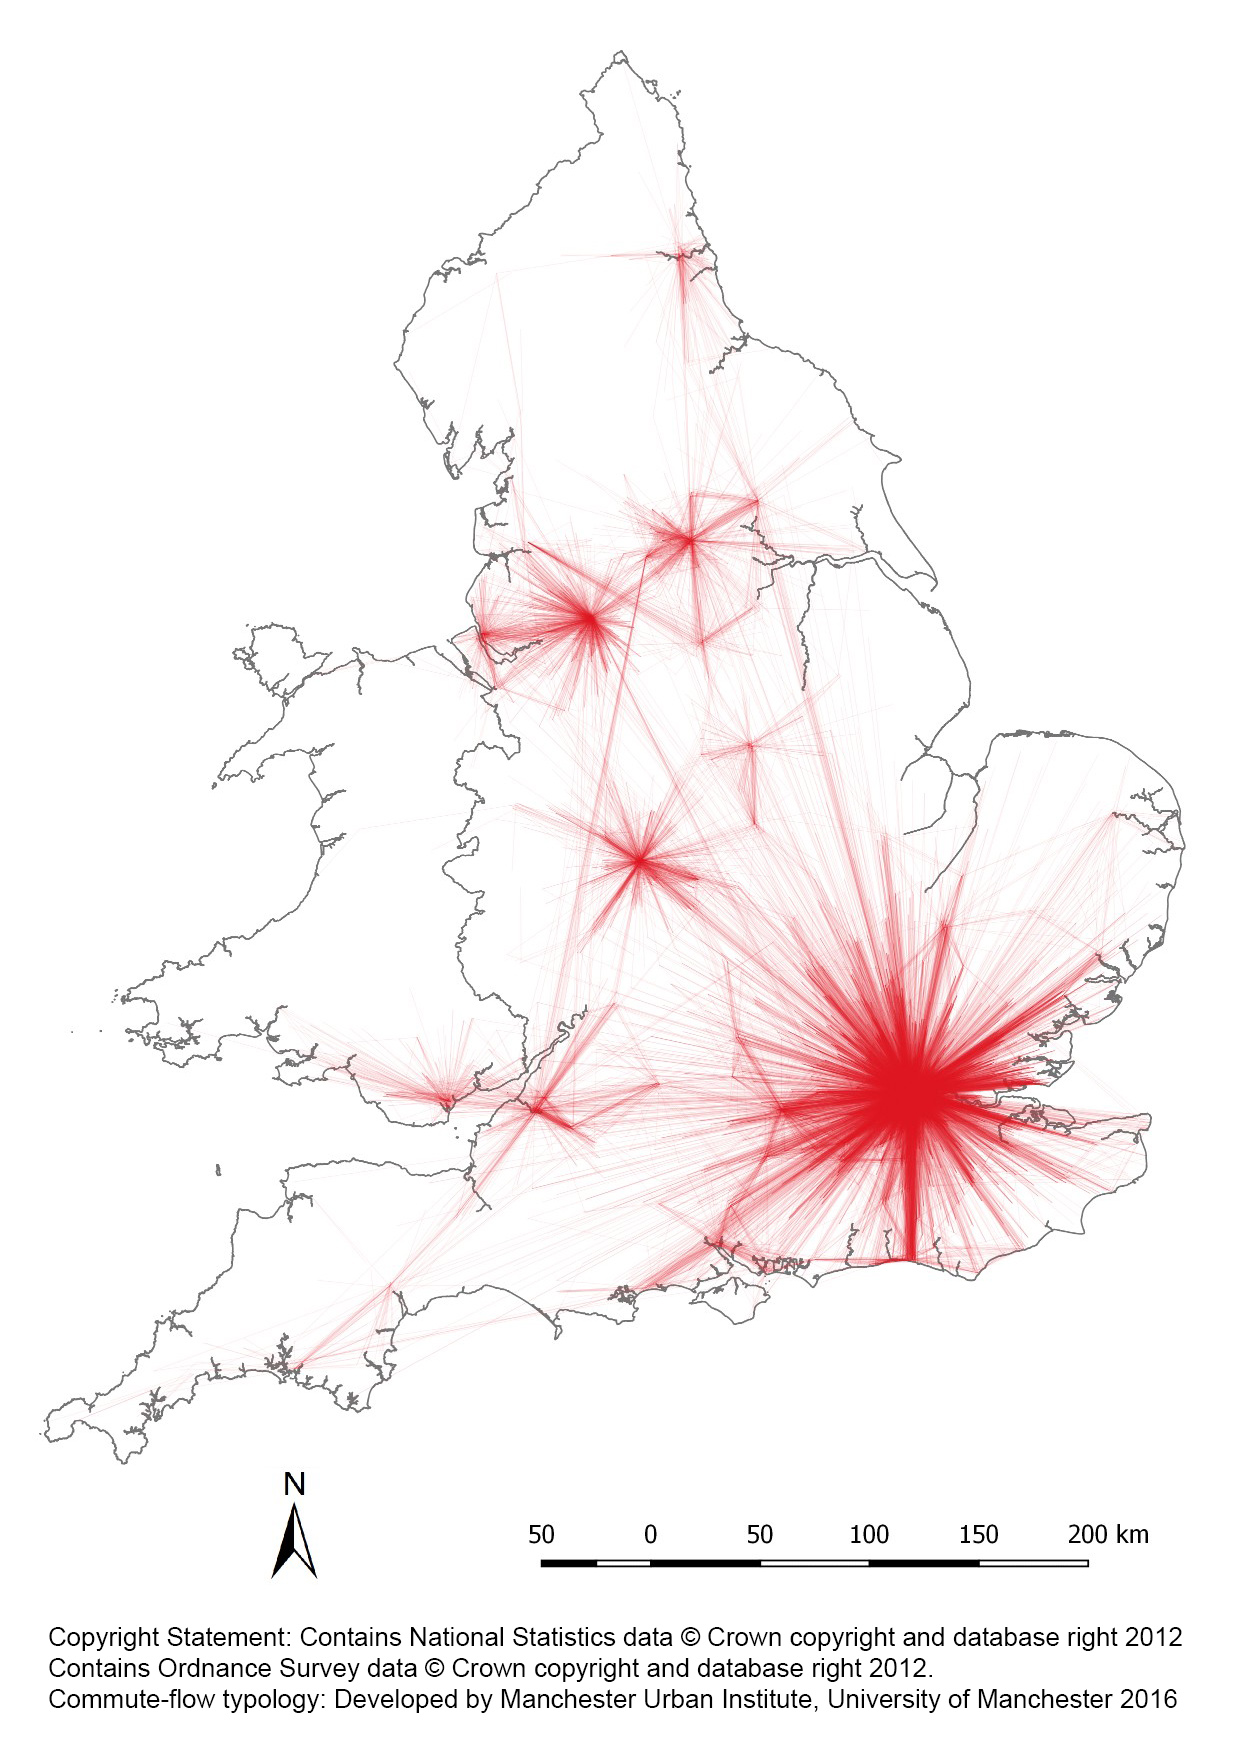 N
50 0 50 100 150 200 km
Copyright Statement: Contains National Statistics data © Crown copyright and database right 2012
Contains Ordnance Survey data © Crown copyright and database right 2012.
Commute-flow typology: Developed by Manchester Urban Institute, University of Manchester 2016